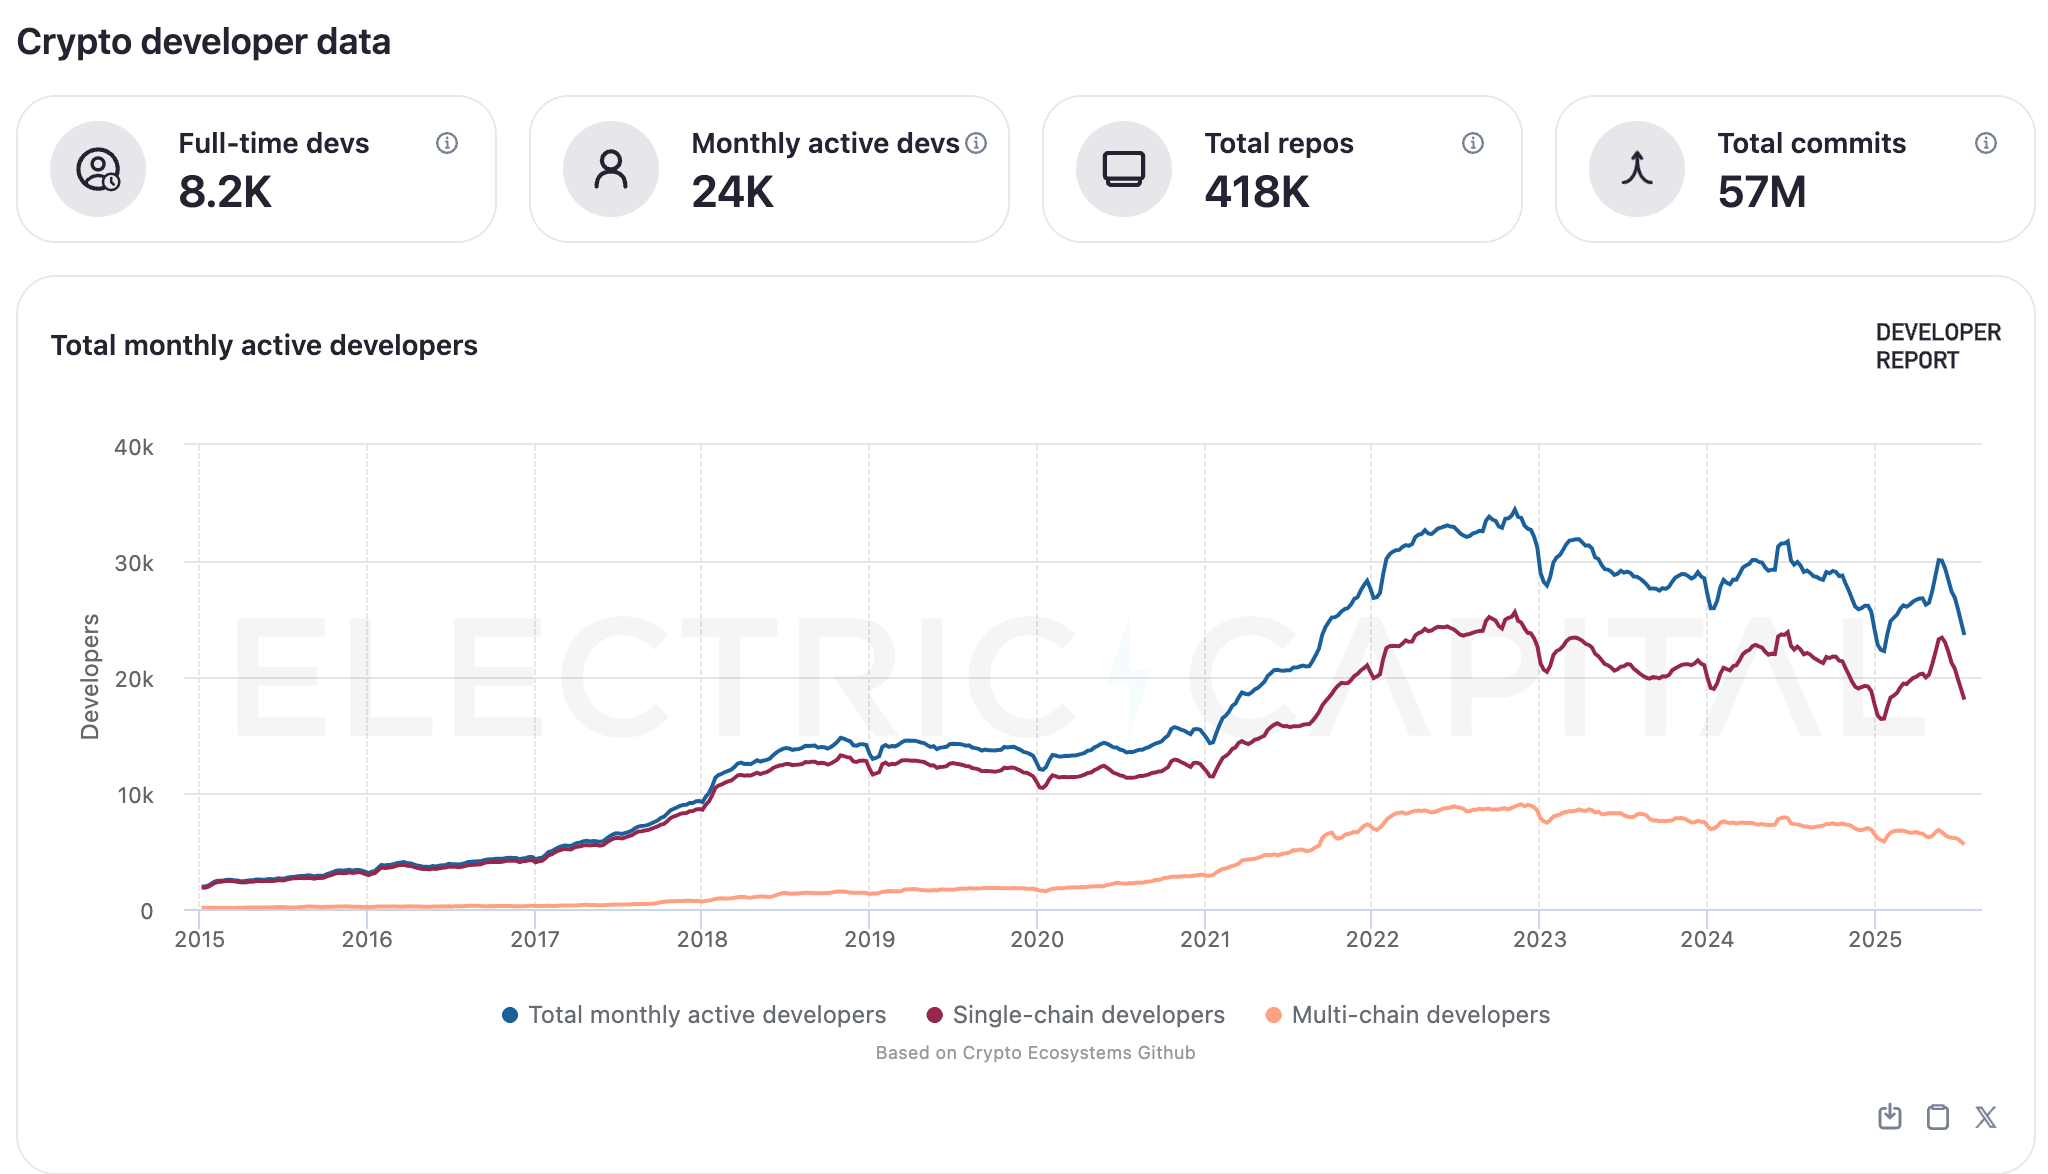 Crypto developer data
Full-time devs
8.2K
Monthly active devs
24K
Total repos
418K
Total commits
57M
Total monthly active developers
DEVELOPER
REPORT
40k
30k
20k
10k
0
Developers
ELECTRIC CAPITAL
2015 2016 2017 2018 2019 2020 2021 2022 2023 2024 2025
Total monthly active developers Single-chain developers Multi-chain developers
Based on Crypto Ecosystems Github